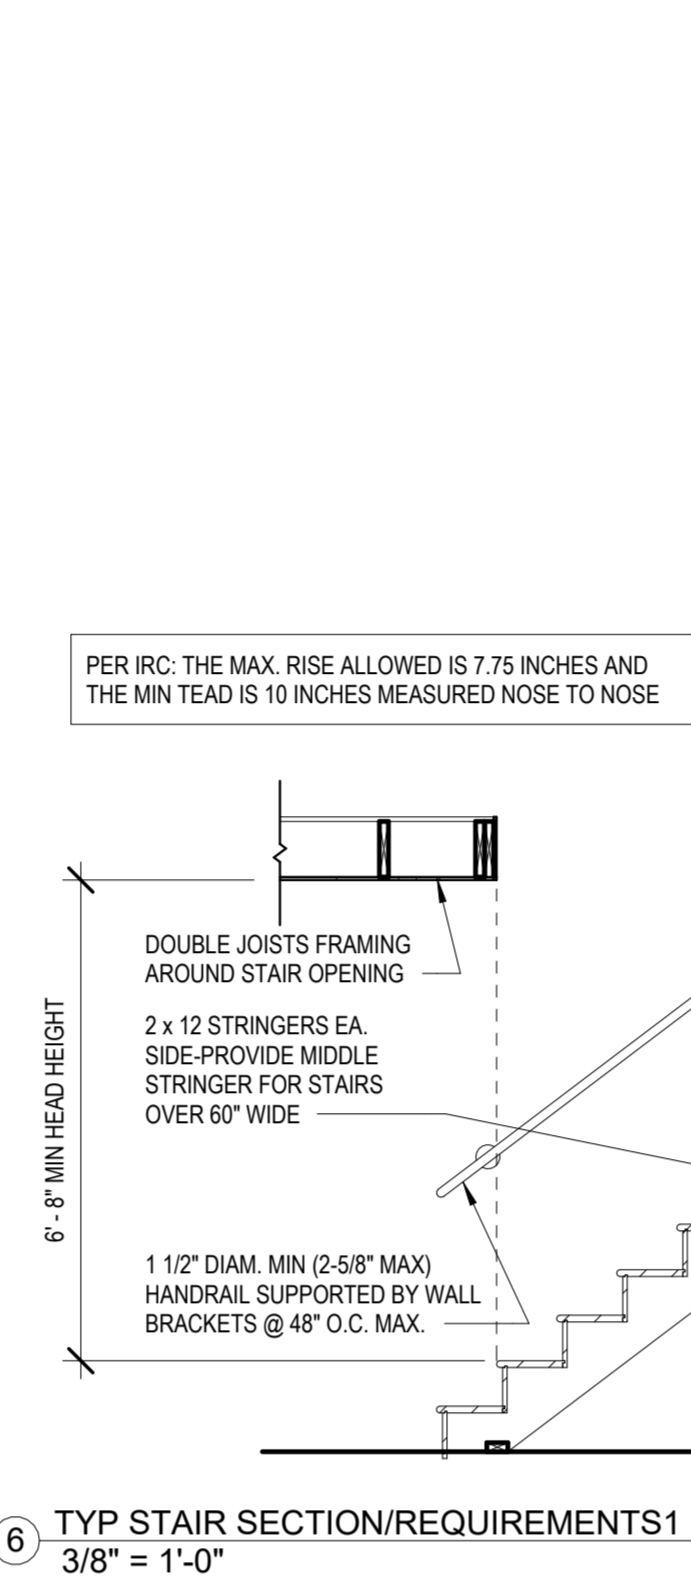 PER IRC: THE MAX. RISE ALLOWED IS 7.75 INCHES AND
THE MIN TEAD IS 10 INCHES MEASURED NOSE TO NOSE
DOUBLE JOISTS FRAMING
AROUND STAIR OPENING
2 x 12 STRINGERS EA.
SIDE-PROVIDE MIDDLE
STRINGER FOR STAIRS
OVER 60" WIDE
6' - 8" MIN HEAD HEIGHT
1 1/2" DIAM. MIN (2-5/8" MAX)
HANDRAIL SUPPORTED BY WALL
BRACKETS @ 48" O.C. MAX.
6 TYP STAIR SECTION/REQUIREMENTS1
3/8" = 1'-0"